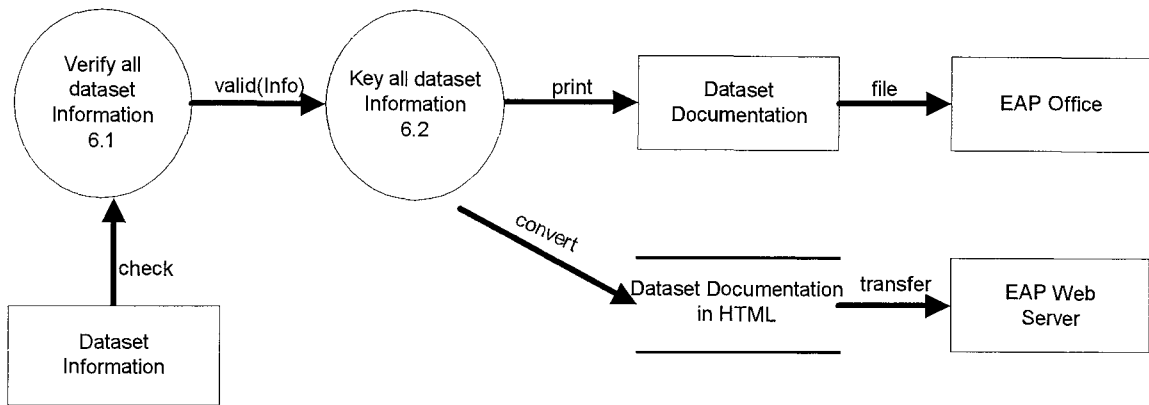 Verify all
dataset
Information
6.1
valid(Info)
Key all dataset
Information
6.2
print
Dataset
Documentation
file
EAP Office
convert
check
Dataset
Information
Dataset Documentation
in HTML
transfer
EAP Web
Server